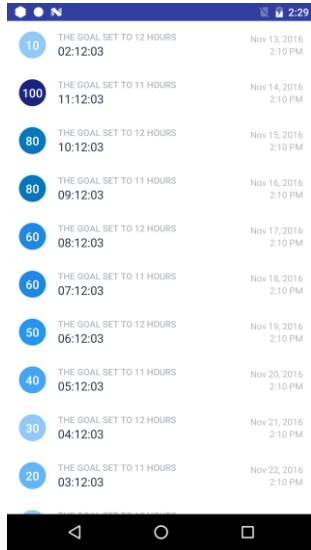 2:29
10 THE GOAL SET TO 12 HOURS Nov 13, 2016
02:12:03 2:10 PM
100 THE GOAL SET TO 11 HOURS Nov 14, 2016
11:12:03 2:10 PM
80 THE GOAL SET TO 12 HOURS Nov 15, 2016
10:12:03 2:10 PM
80 THE GOAL SET TO 11 HOURS Nov 16, 2016
09:12:03 2:10 PM
60 THE GOAL SET TO 12 HOURS Nov 17, 2016
08:12:03 2:10 PM
60 THE GOAL SET TO 11 HOURS Nov 18, 2016
07:12:03 2:10 PM
50 THE GOAL SET TO 12 HOURS Nov 19, 2016
06:12:03 2:10 PM
40 THE GOAL SET TO 11 HOURS Nov 20, 2016
05:12:03 2:10 PM
30 THE GOAL SET TO 12 HOURS Nov 21, 2016
04:12:03 2:10 PM
20 THE GOAL SET TO 11 HOURS Nov 22, 2016
03:12:03 2:10 PM